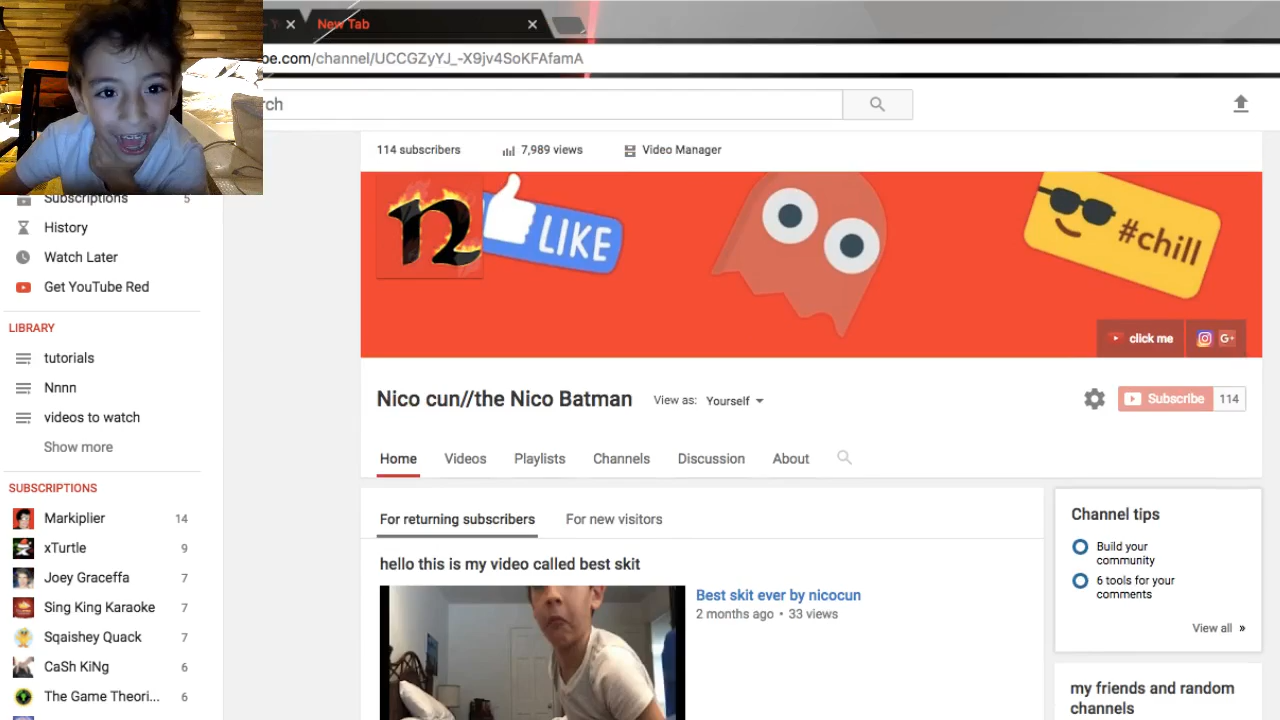 New Tab
be.com/channel/UCCGZyYJ_-X9jv4SoKFAfamA
rch
114 subscribers 7,989 views Video Manager
n LIKE #chill
click me G+
Subscriptions 5
History
Watch Later
Get YouTube Red
LIBRARY
tutorials
Nnnn
videos to watch
Show more
SUBSCRIPTIONS
Markiplier 14
xTurtle 9
Joey Graceffa 7
Sing King Karaoke 7
Sqaishey Quack 7
CaSh KiNg 6
The Game Theori... 6
Nico cun//the Nico Batman View as: Yourself Subscribe 114
Home Videos Playlists Channels Discussion About
For returning subscribers For new visitors
hello this is my video called best skit
Best skit ever by nicocun
2 months ago • 33 views
Channel tips
Build your
community
6 tools for your
comments
View all »
my friends and random
channels